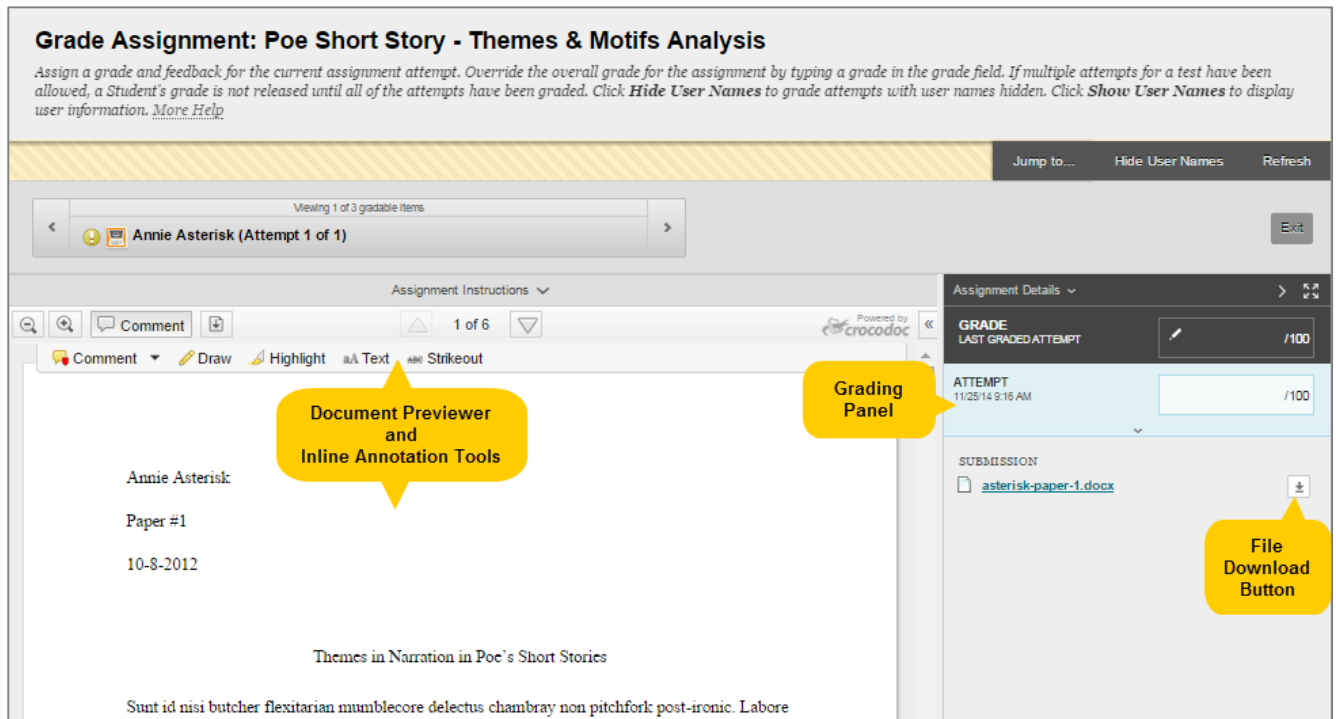 Grade Assignment: Poe Short Story - Themes & Motifs Analysis
Assign a grade and feedback for the current assignment attempt. Override the overall grade for the assignment by typing a grade in the grade field. If multiple attempts for a test have been
allowed, a Student's grade is not released until all of the attempts have been graded. Click Hide User Names to grade attempts with user names hidden. Click Show User Names to display
user information. More Help
Jump to... Hide User Names Refresh
Viewing 1 of 3 gradable items
Annie Asterisk (Attempt 1 of 1)
Exit
Assignment Instructions
Assignment Details
Comment
1 of 6
Powered by
crocodoc
GRADE
LAST GRADED ATTEMPT
/100
Comment Draw Highlight aA Text ABC Strikeout
Document Previewer
and
Inline Annotation Tools
Grading
Panel
ATTEMPT
11/25/14 9:16 AM
/100
SUBMISSION
asterisk-paper-1.docx
File
Download
Button
Annie Asterisk
Paper #1
10-8-2012
Themes in Narration in Poe's Short Stories
Sunt id nisi butcher flexitarian mumblecore delectus chambray non pitchfork post-ironic. Labore